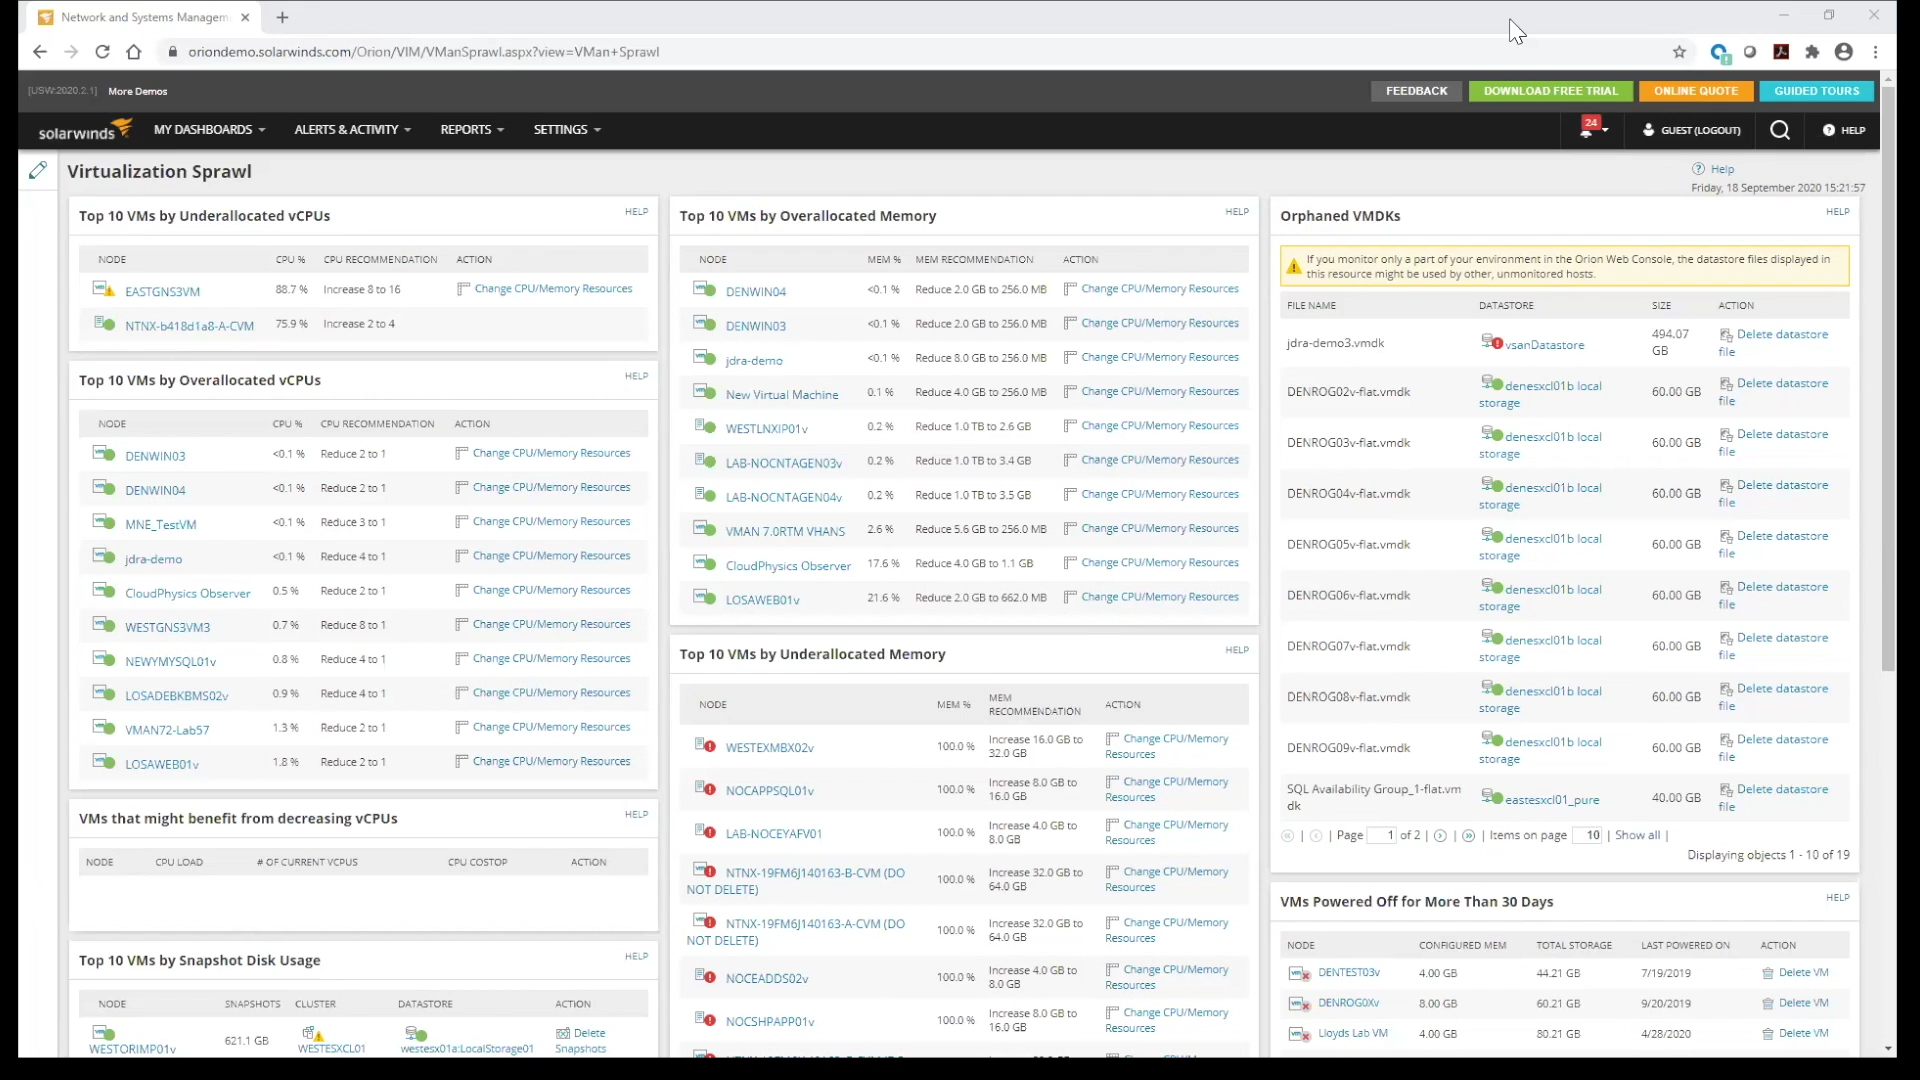 Network and Systems Managem
oriondemo.solarwinds.com/Orion/VIM/VManSprawl.aspx?view=VMan+Sprawl
[USW:2020.2.1] More Demos FEEDBACK DOWNLOAD FREE TRIAL ONLINE QUOTE GUIDED TOURS
solarwinds MY DASHBOARDS ALERTS & ACTIVITY REPORTS SETTINGS 24 GUEST (LOGOUT) HELP
Virtualization Sprawl
Help
Friday, 18 September 2020 15:21:57
Top 10 VMs by Underallocated vCPUs HELP
NODE CPU % CPU RECOMMENDATION ACTION
EASTGNS3VM 88.7 % Increase 8 to 16 Change CPU/Memory Resources
NTNX-b418d1a8-A-CVM 75.9 % Increase 2 to 4
Top 10 VMs by Overallocated vCPUs HELP
NODE CPU % CPU RECOMMENDATION ACTION
DENWIN03 <0.1 % Reduce 2 to 1 Change CPU/Memory Resources
DENWIN04 <0.1 % Reduce 2 to 1 Change CPU/Memory Resources
MNE_TestVM <0.1 % Reduce 3 to 1 Change CPU/Memory Resources
jdra-demo <0.1 % Reduce 4 to 1 Change CPU/Memory Resources
CloudPhysics Observer 0.5 % Reduce 2 to 1 Change CPU/Memory Resources
WESTGNS3VM3 0.7 % Reduce 8 to 1 Change CPU/Memory Resources
NEWYMYSQL01v 0.8 % Reduce 4 to 1 Change CPU/Memory Resources
LOSADEBKBMS02v 0.9 % Reduce 4 to 1 Change CPU/Memory Resources
VMAN72-Lab57 1.3 % Reduce 2 to 1 Change CPU/Memory Resources
LOSAWEB01v 1.8 % Reduce 2 to 1 Change CPU/Memory Resources
VMs that might benefit from decreasing vCPUs HELP
NODE CPU LOAD # OF CURRENT VCPUS CPU COSTOP ACTION
Top 10 VMs by Snapshot Disk Usage HELP
NODE SNAPSHOTS CLUSTER DATASTORE ACTION
WESTORIMP01v 621.1 GB WESTESXCL01 westesx01a:LocalStorage01 Delete
Snapshots
Top 10 VMs by Overallocated Memory HELP
NODE MEM % MEM RECOMMENDATION ACTION
DENWIN04 <0.1 % Reduce 2.0 GB to 256.0 MB Change CPU/Memory Resources
DENWIN03 <0.1 % Reduce 2.0 GB to 256.0 MB Change CPU/Memory Resources
jdra-demo <0.1 % Reduce 8.0 GB to 256.0 MB Change CPU/Memory Resources
New Virtual Machine 0.1 % Reduce 4.0 GB to 256.0 MB Change CPU/Memory Resources
WESTLNXIP01v 0.2 % Reduce 1.0 TB to 2.6 GB Change CPU/Memory Resources
LAB-NOCNTAGEN03v 0.2 % Reduce 1.0 TB to 3.4 GB Change CPU/Memory Resources
LAB-NOCNTAGEN04v 0.2 % Reduce 1.0 TB to 3.5 GB Change CPU/Memory Resources
VMAN 7.0RTM VHANS 2.6 % Reduce 5.6 GB to 256.0 MB Change CPU/Memory Resources
CloudPhysics Observer 17.6 % Reduce 4.0 GB to 1.1 GB Change CPU/Memory Resources
LOSAWEB01v 21.6 % Reduce 2.0 GB to 662.0 MB Change CPU/Memory Resources
Top 10 VMs by Underallocated Memory HELP
NODE MEM % MEM
RECOMMENDATION ACTION
WESTEXMBX02v 100.0 % Increase 16.0 GB to
32.0 GB Change CPU/Memory
Resources
NOCAPPSQL01v 100.0 % Increase 8.0 GB to
16.0 GB Change CPU/Memory
Resources
LAB-NOCEYAFV01 100.0 % Increase 4.0 GB to
8.0 GB Change CPU/Memory
Resources
NTNX-19FM6J140163-B-CVM (DO
NOT DELETE) 100.0 % Increase 32.0 GB to
64.0 GB Change CPU/Memory
Resources
NTNX-19FM6J140163-A-CVM (DO
NOT DELETE) 100.0 % Increase 32.0 GB to
64.0 GB Change CPU/Memory
Resources
NOCEADDS02v 100.0 % Increase 4.0 GB to
8.0 GB Change CPU/Memory
Resources
NOCSHPAPP01v 100.0 % Increase 8.0 GB to
16.0 GB Change CPU/Memory
Resources
Orphaned VMDKs HELP
If you monitor only a part of your environment in the Orion Web Console, the datastore files displayed in
this resource might be used by other, unmonitored hosts.
FILE NAME DATASTORE SIZE ACTION
jdra-demo3.vmdk vsanDatastore 494.07
GB Delete datastore
file
DENROG02v-flat.vmdk denesxcl01b local
storage 60.00 GB Delete datastore
file
DENROG03v-flat.vmdk denesxcl01b local
storage 60.00 GB Delete datastore
file
DENROG04v-flat.vmdk denesxcl01b local
storage 60.00 GB Delete datastore
file
DENROG05v-flat.vmdk denesxcl01b local
storage 60.00 GB Delete datastore
file
DENROG06v-flat.vmdk denesxcl01b local
storage 60.00 GB Delete datastore
file
DENROG07v-flat.vmdk denesxcl01b local
storage 60.00 GB Delete datastore
file
DENROG08v-flat.vmdk denesxcl01b local
storage 60.00 GB Delete datastore
file
DENROG09v-flat.vmdk denesxcl01b local
storage 60.00 GB Delete datastore
file
SQL Availability Group_1-flat.vm
dk eastesxcl01_pure 40.00 GB Delete datastore
file
| | Page 1 of 2 | | | Items on page 10 | Show all |
Displaying objects 1 - 10 of 19
VMs Powered Off for More Than 30 Days HELP
NODE CONFIGURED MEM TOTAL STORAGE LAST POWERED ON ACTION
DENTEST03v 4.00 GB 44.21 GB 7/19/2019 Delete VM
DENROG0Xv 8.00 GB 60.21 GB 9/20/2019 Delete VM
Lloyds Lab VM 4.00 GB 80.21 GB 4/28/2020 Delete VM